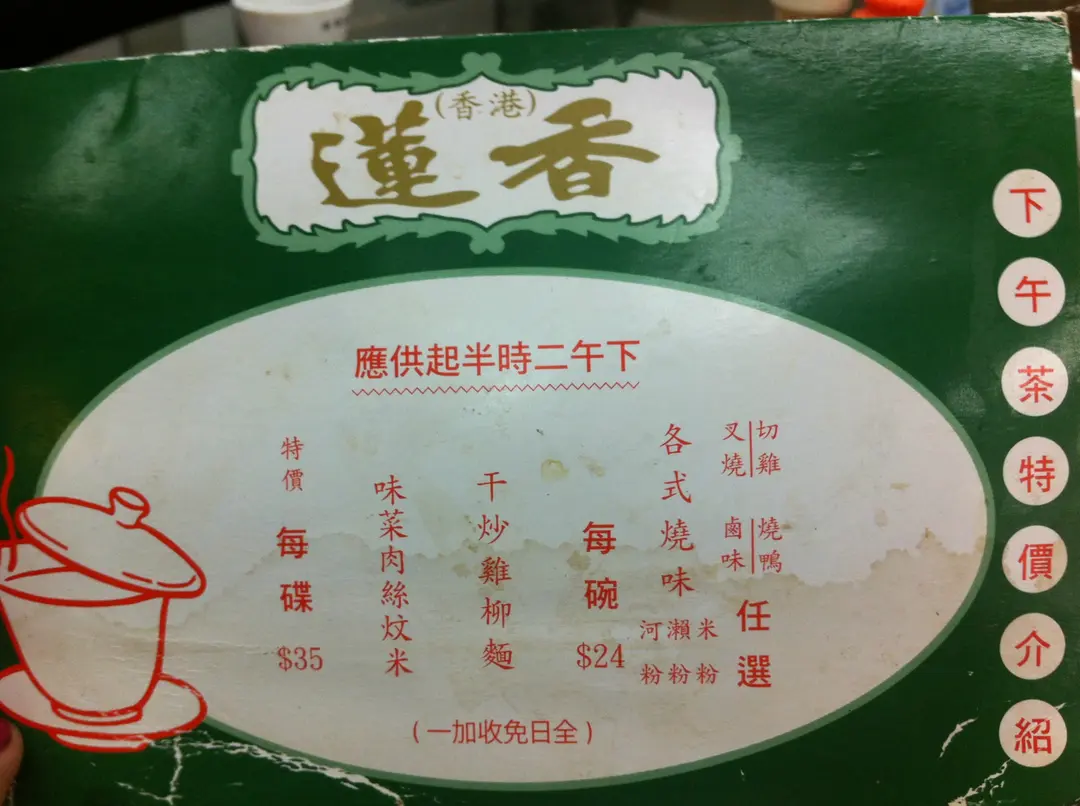 (香港)
蓮香
下午茶特價介紹
下午二時半起供應
切雞
叉燒
燒鴨
鹵味
任選
各式燒味
米粉
瀨粉
河粉
每碗 $24
干炒雞柳麵
味菜肉絲炆米
特價 每碟 $35
(全日免收加一)